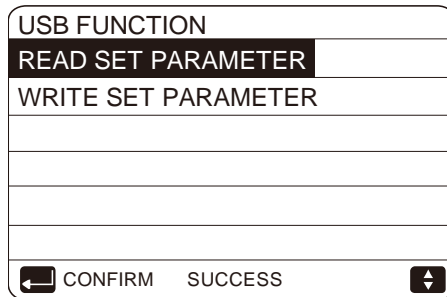 USB FUNCTION
READ SET PARAMETER
WRITE SET PARAMETER
CONFIRM SUCCESS